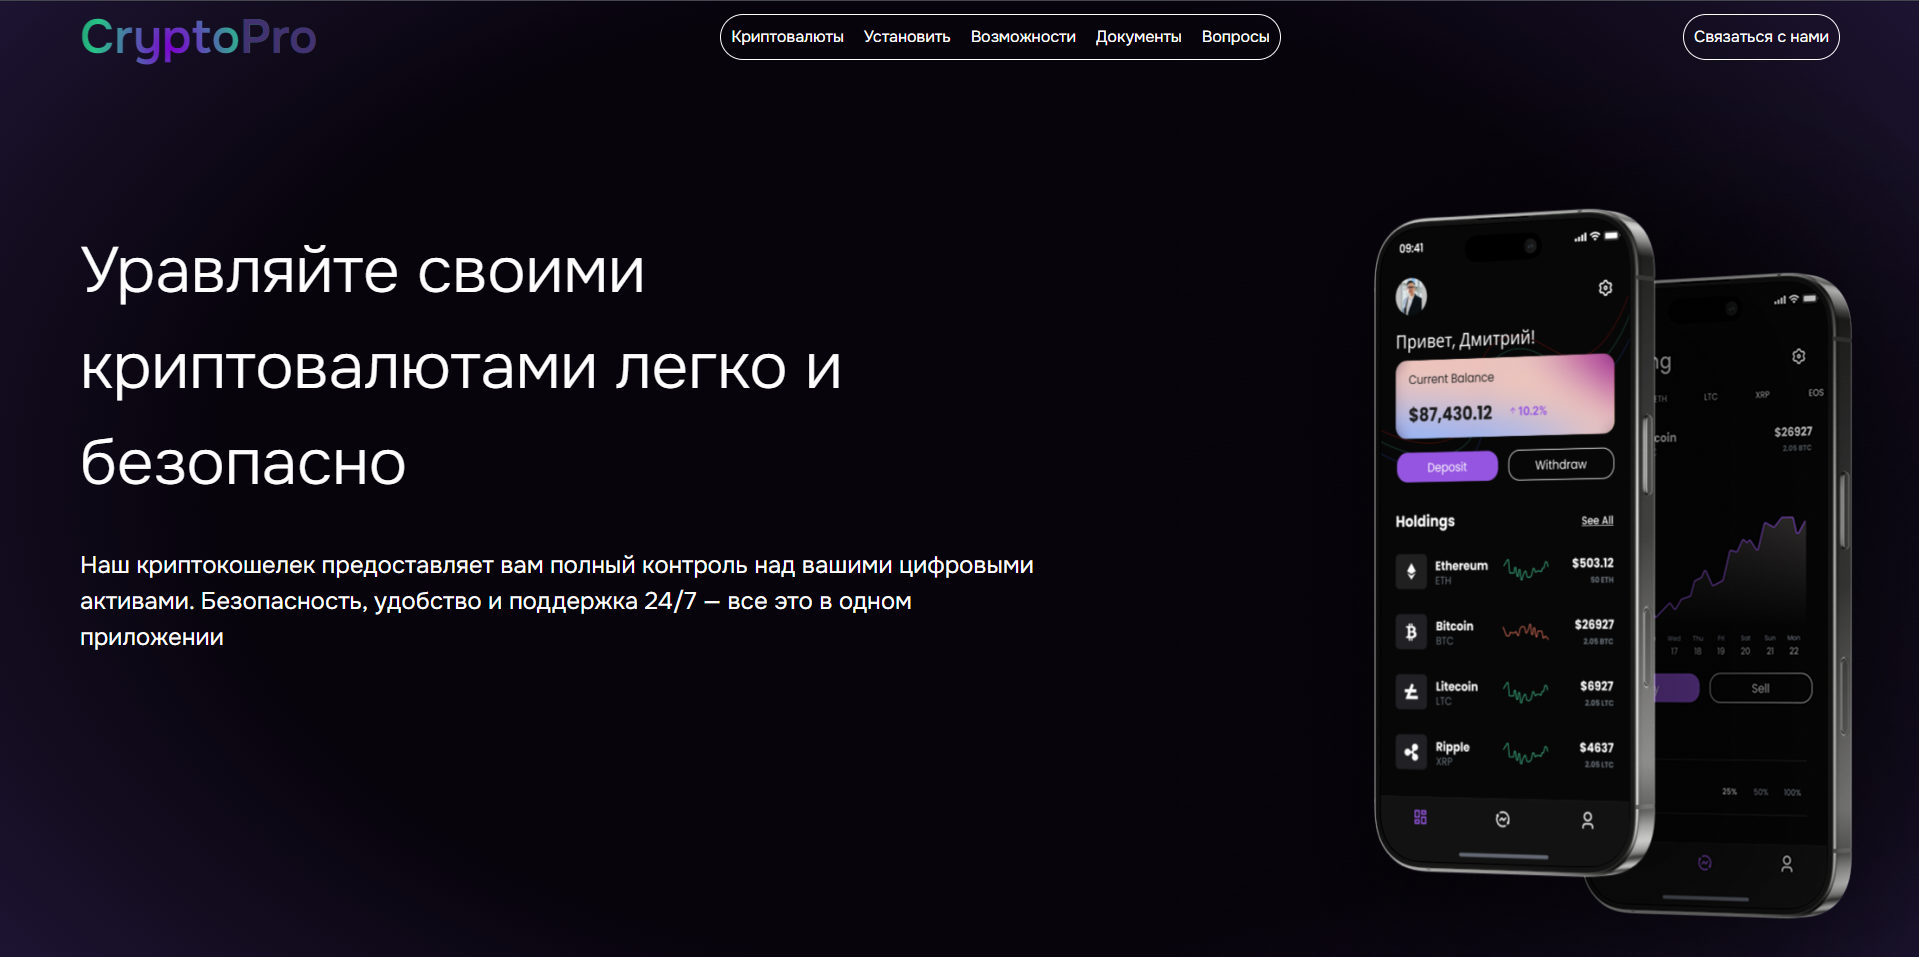 CryptoPro
Криптовалюты Установить Возможности Документы Вопросы
Связаться с нами
Уравляйте своими
криптовалютами легко и
безопасно
Наш криптокошелек предоставляет вам полный контроль над вашими цифровыми
активами. Безопасность, удобство и поддержка 24/7 — все это в одном
приложении
09:41
Привет, Дмитрий!
Current Balance
$87,430.12 ↑ 10.2%
Deposit Withdraw
Holdings See All
Ethereum $503.12
ETH 50 ETH
Bitcoin $26927
BTC 2.05 BTC
Litecoin $6927
LTC 2.05 LTC
Ripple $4637
XRP 2.05 LTC
ng
ETH LTC XRP EOS
coin $26927
2.05 BTC
Wed Thu Fri Sat Sun Mon
17 18 19 20 21 22
y Sell
25% 50% 100%